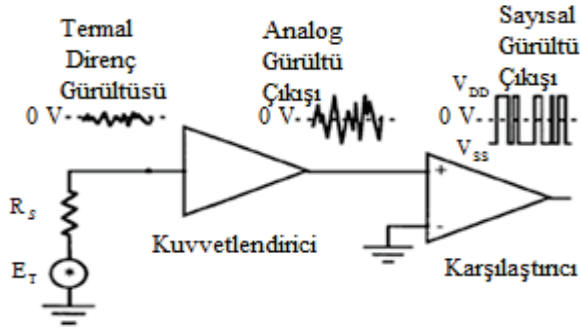 Termal
Direnç
Gürültüsü
0 V
Analog
Gürültü
Çıkışı
0 V
Sayısal
Gürültü
Çıkışı
V_DD
0 V
V_SS
R_S
E_T
Kuvvetlendirici
+
-
Karşılaştırıcı